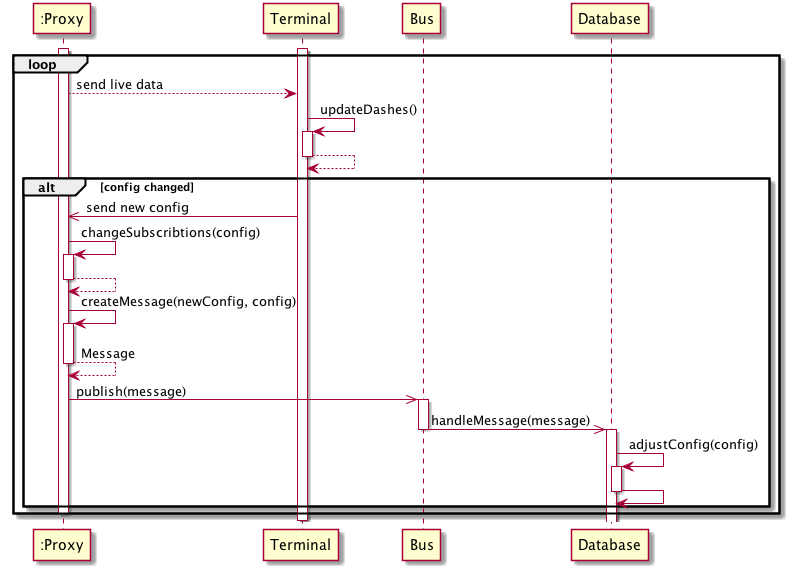 :Proxy Terminal Bus Database
loop
send live data
updateDashes()
alt [config changed]
send new config
changeSubscribtions(config)
createMessage(newConfig, config)
Message
publish(message)
handleMessage(message)
adjustConfig(config)
:Proxy Terminal Bus Database